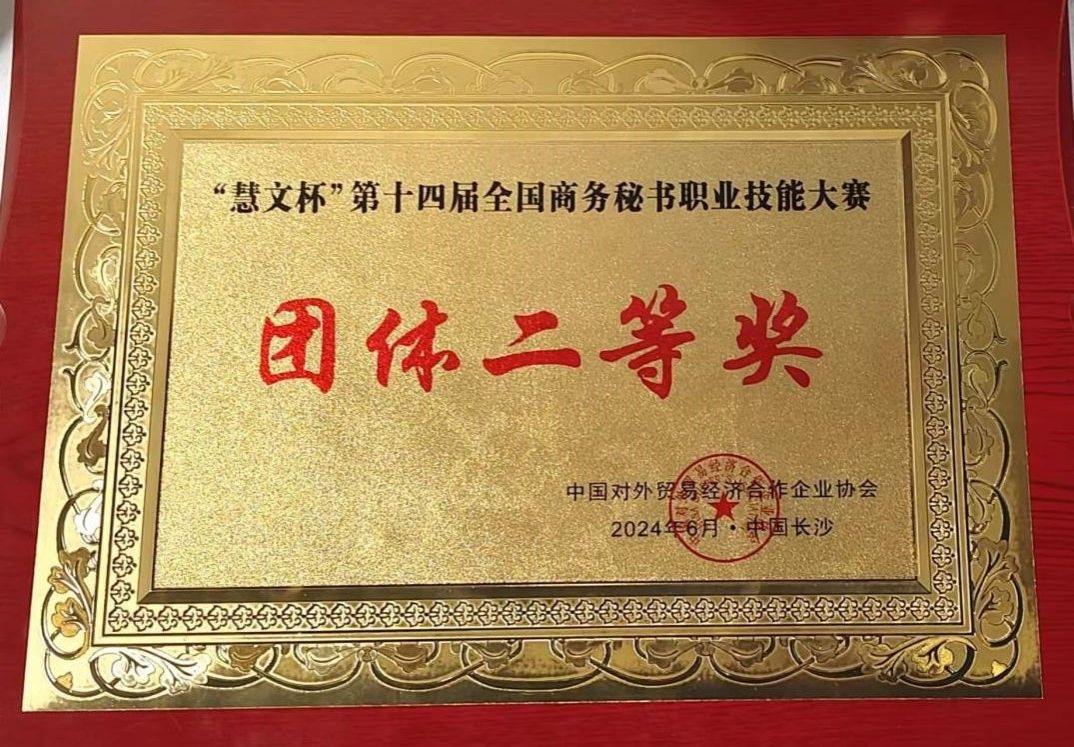 “慧文杯”第十四届全国商务秘书职业技能大赛
团体二等奖
中国对外贸易经济合作企业协会
2024年6月·中国长沙